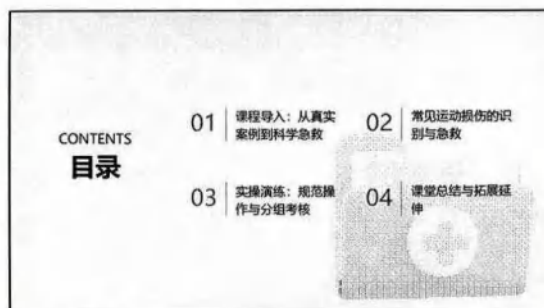 CONTENTS
目录
01
课程导入：从真实
案例到科学急救
02
常见运动损伤的识
别与急救
03
实操演练：规范操
作与分组考核
04
课堂总结与拓展延
伸